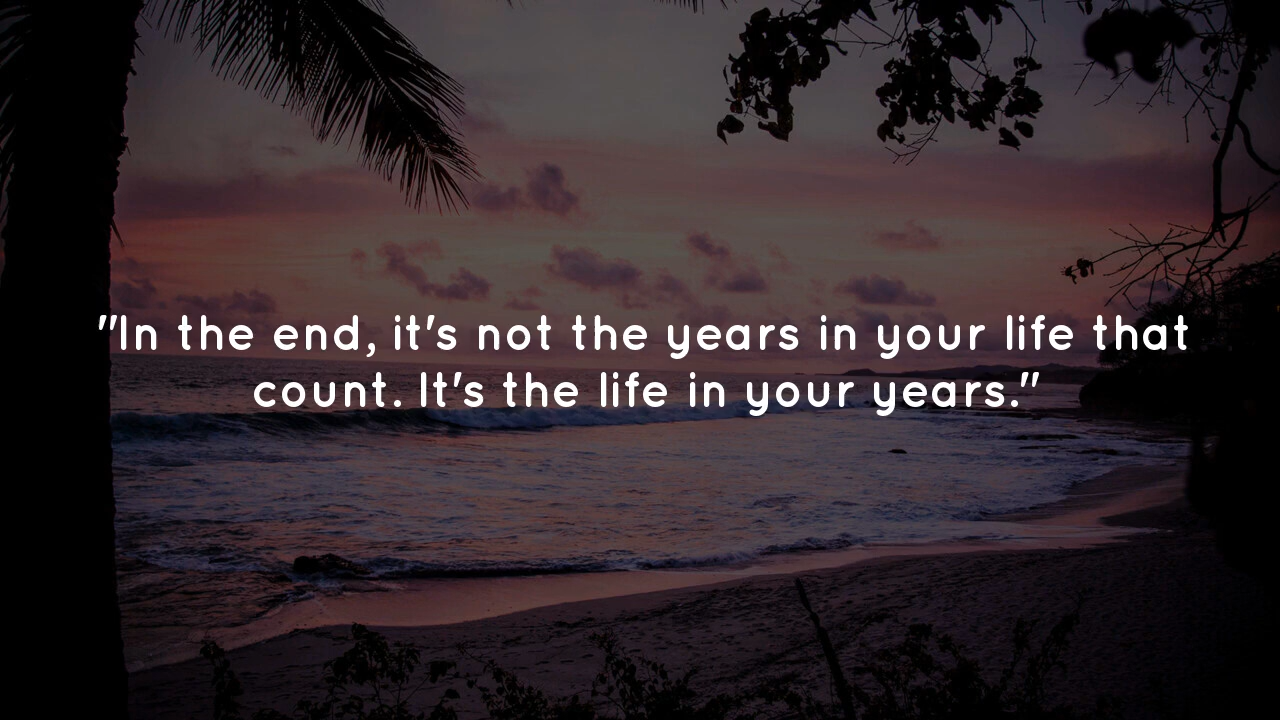 "In the end, it's not the years in your life that
count. It's the life in your years."